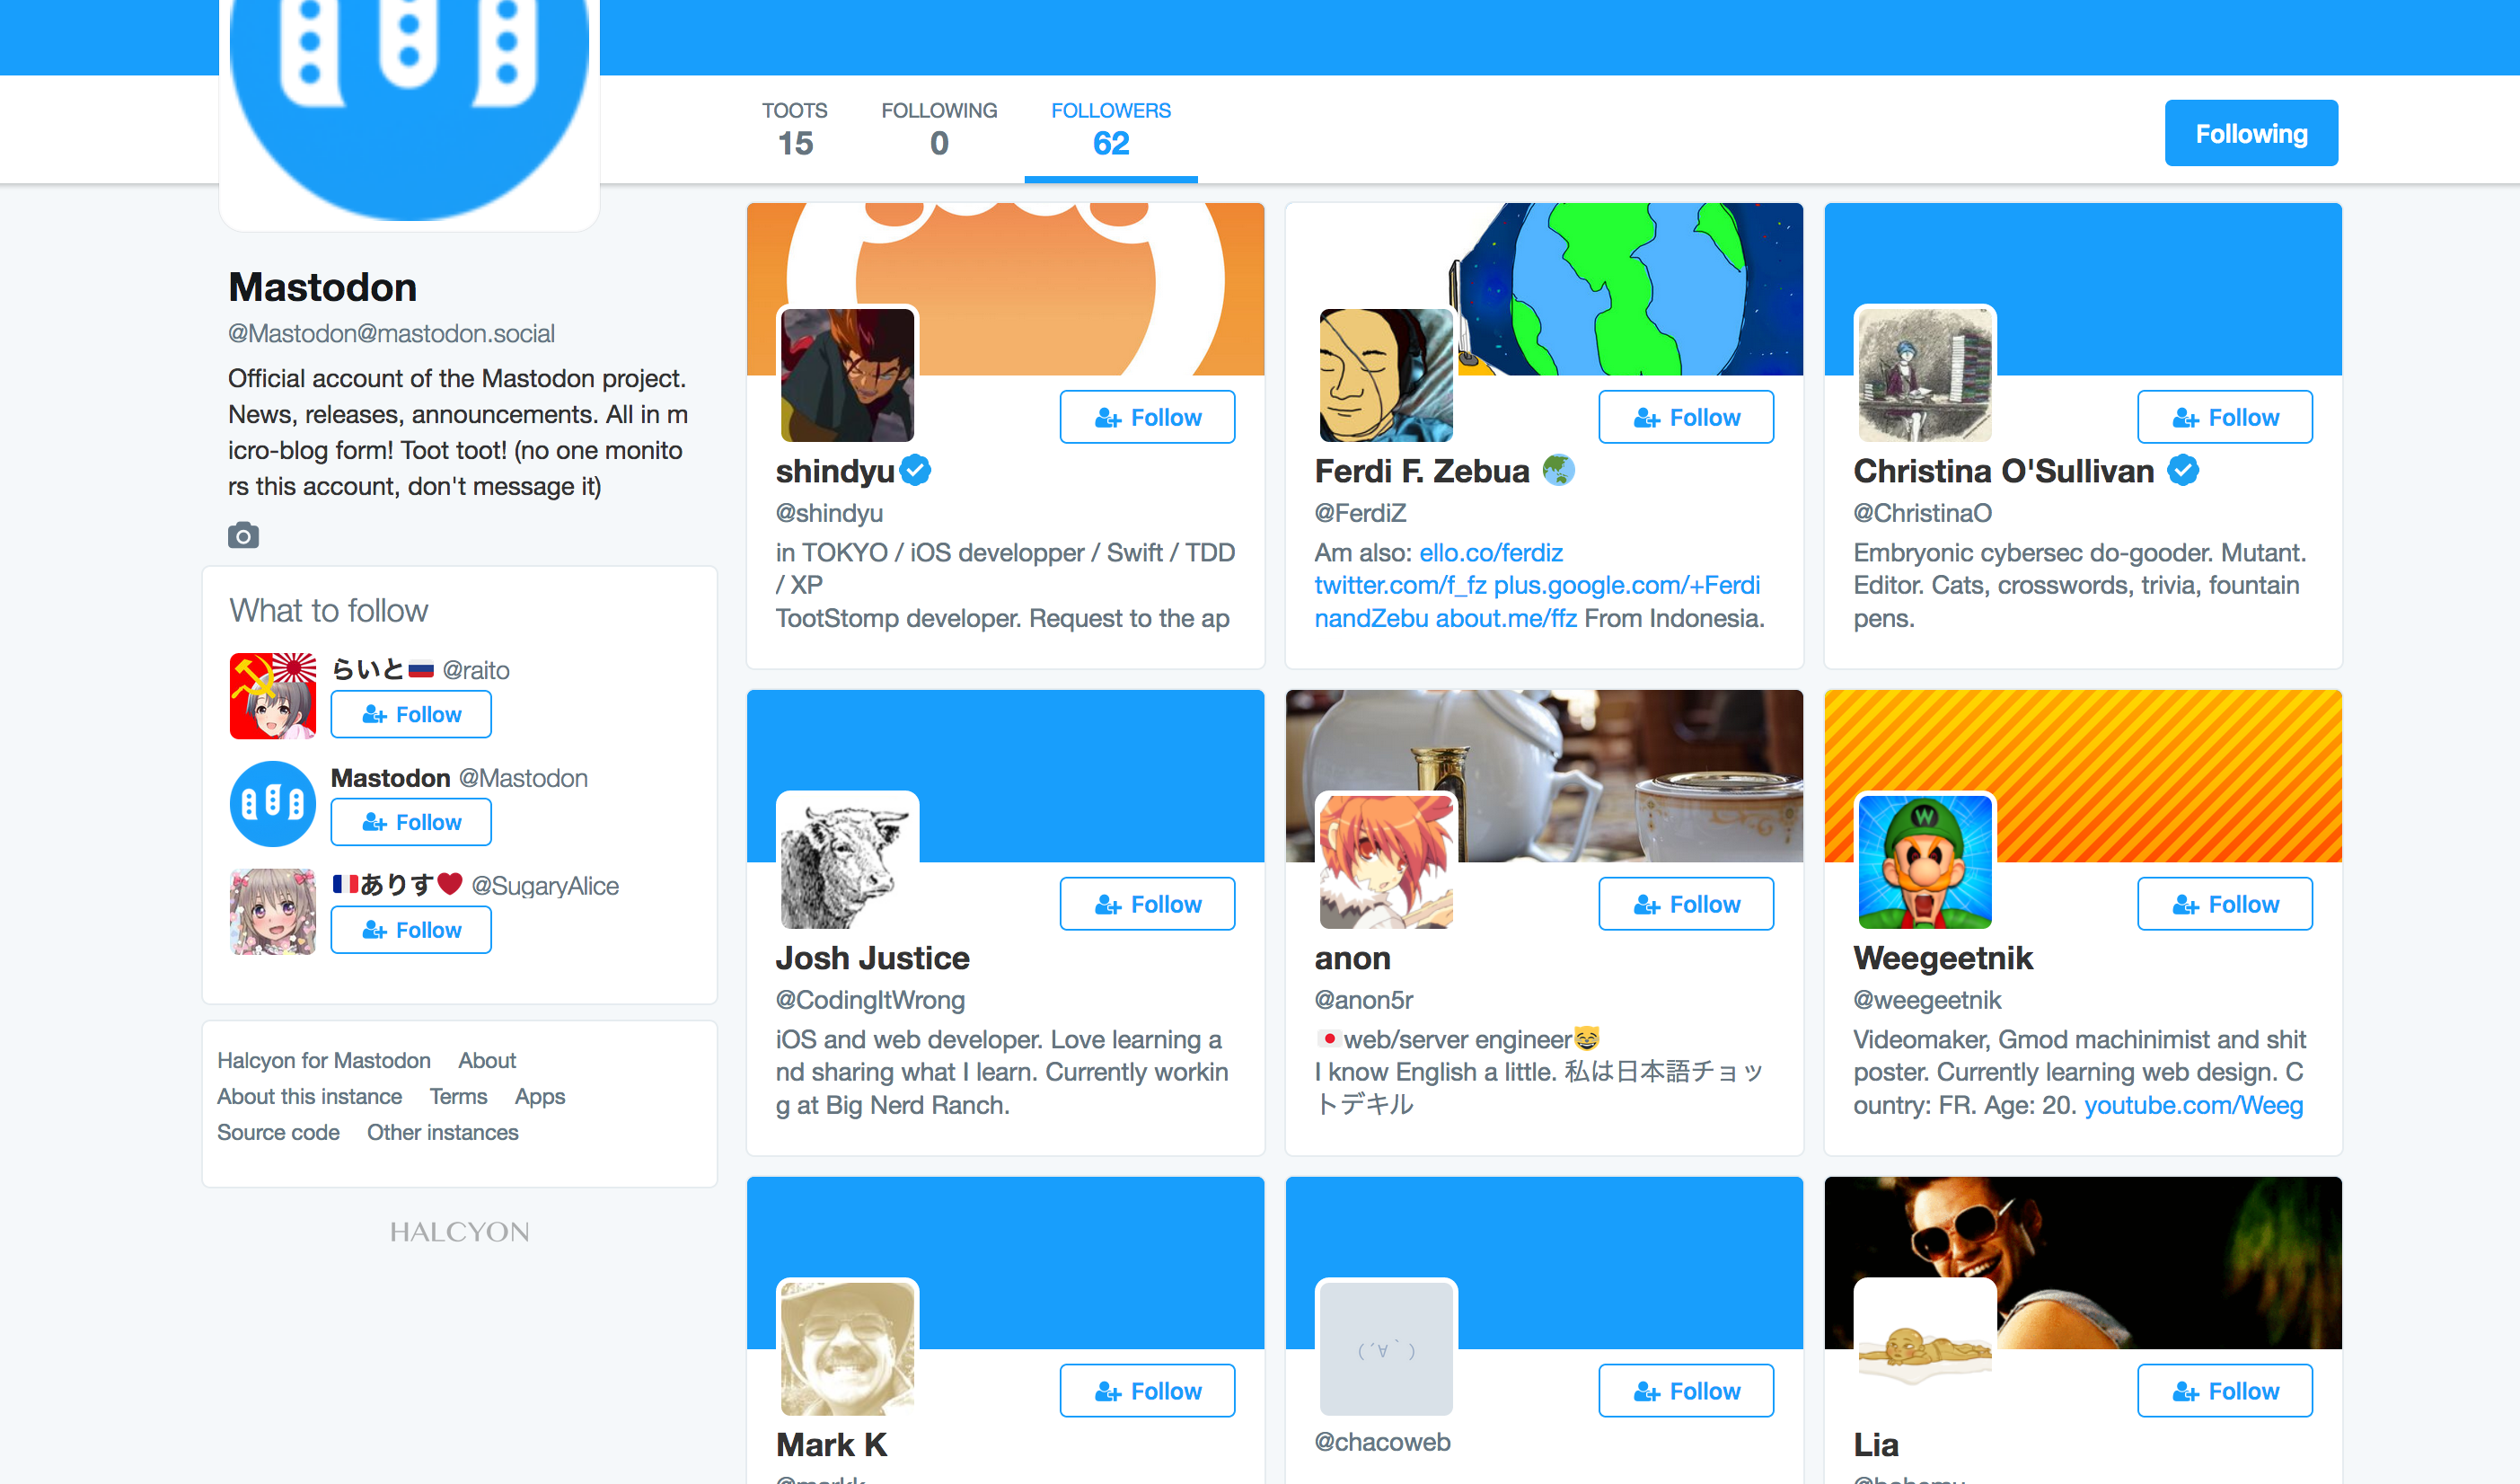 TOOTS
15
FOLLOWING
0
FOLLOWERS
62
Following
Mastodon
@Mastodon@mastodon.social
Official account of the Mastodon project.
News, releases, announcements. All in m
icro-blog form! Toot toot! (no one monito
rs this account, don't message it)
What to follow
らいと🇷🇺 @raito
Follow
Mastodon @Mastodon
Follow
🇫🇷ありす❤️ @SugaryAlice
Follow
Halcyon for Mastodon About
About this instance Terms Apps
Source code Other instances
HALCYON
Follow
shindyu
@shindyu
in TOKYO / iOS developper / Swift / TDD
/ XP
TootStomp developer. Request to the ap
Follow
Ferdi F. Zebua 🌏
@FerdiZ
Am also: ello.co/ferdiz
twitter.com/f_fz plus.google.com/+Ferdi
nandZebu about.me/ffz From Indonesia.
Follow
Christina O'Sullivan
@ChristinaO
Embryonic cybersec do-gooder. Mutant.
Editor. Cats, crosswords, trivia, fountain
pens.
Follow
Josh Justice
@CodingItWrong
iOS and web developer. Love learning a
nd sharing what I learn. Currently workin
g at Big Nerd Ranch.
Follow
anon
@anon5r
🇯🇵web/server engineer😸
I know English a little. 私は日本語チョッ
トデキル
W
Follow
Weegeetnik
@weegeetnik
Videomaker, Gmod machinimist and shit
poster. Currently learning web design. C
ountry: FR. Age: 20. youtube.com/Weeg
Follow
Mark K
@markk
(´∀｀)
Follow
@chacoweb
Follow
Lia